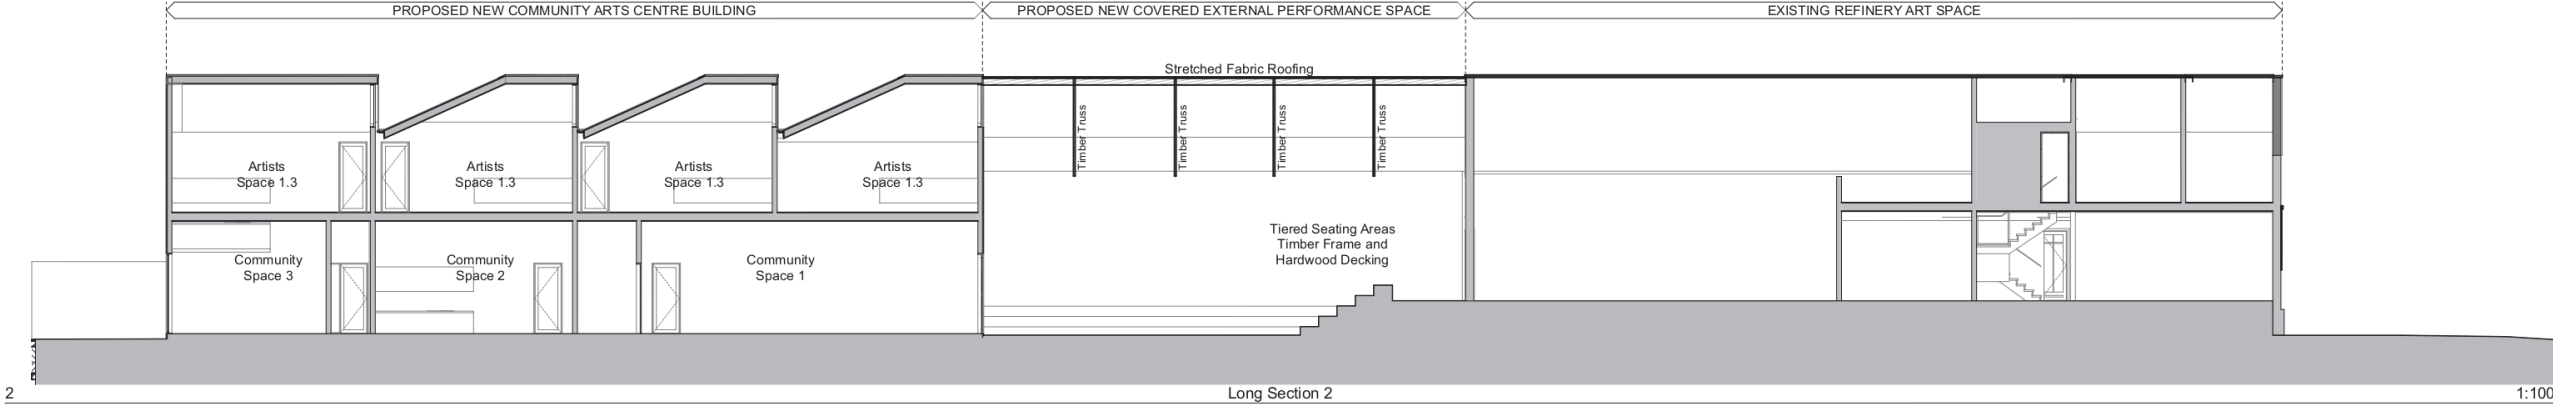 PROPOSED NEW COMMUNITY ARTS CENTRE BUILDING
PROPOSED NEW COVERED EXTERNAL PERFORMANCE SPACE
EXISTING REFINERY ART SPACE
Stretched Fabric Roofing
Timber Truss
Timber Truss
Timber Truss
Timber Truss
Artists
Space 1.3
Artists
Space 1.3
Artists
Space 1.3
Artists
Space 1.3
Tiered Seating Areas
Timber Frame and
Hardwood Decking
Community
Space 3
Community
Space 2
Community
Space 1
2
Long Section 2
1:100